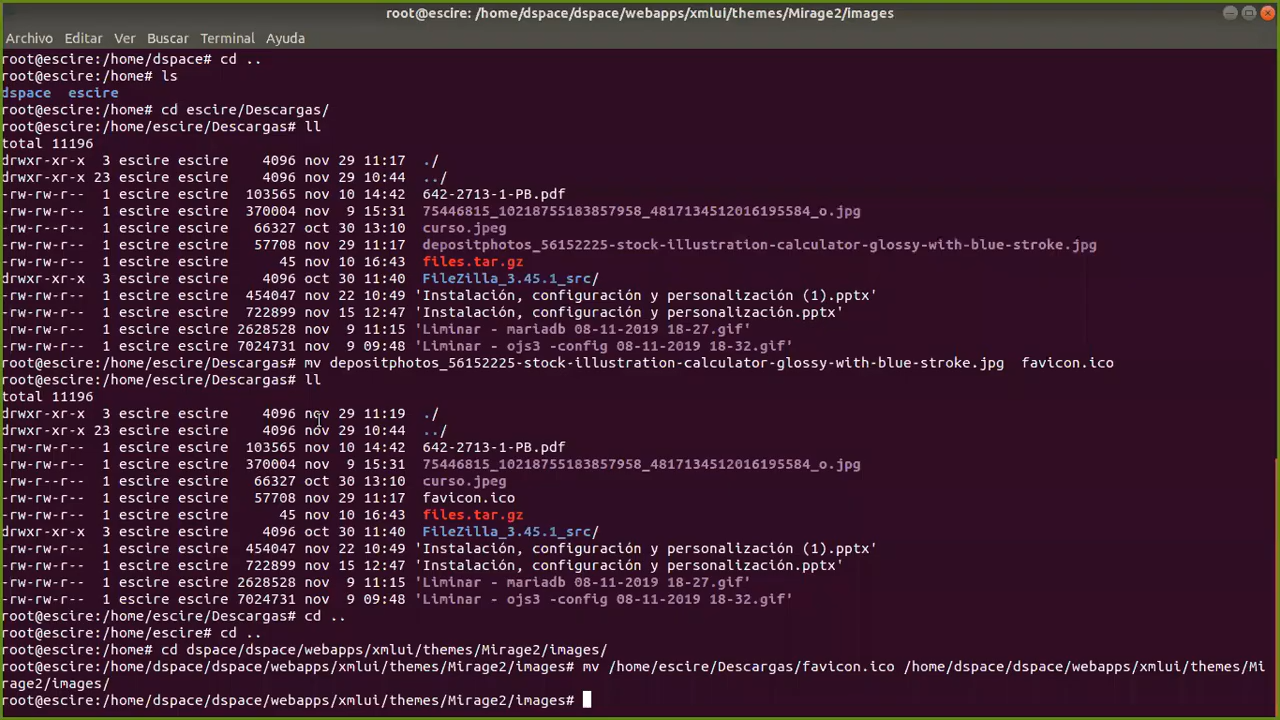 root@escire: /home/dspace/dspace/webapps/xmlui/themes/Mirage2/images
Archivo Editar Ver Buscar Terminal Ayuda
root@escire:/home/dspace# cd ..
root@escire:/home# ls
dspace  escire
root@escire:/home# cd escire/Descargas/
root@escire:/home/escire/Descargas# ll
total 11196
drwxr-xr-x  3 escire escire    4096 nov 29 11:17  ./
drwxr-xr-x 23 escire escire    4096 nov 29 10:44  ../
-rw-rw-r--  1 escire escire  103565 nov 10 14:42  642-2713-1-PB.pdf
-rw-rw-r--  1 escire escire  370004 nov  9 15:31  75446815_10218755183857958_4817134512016195584_o.jpg
-rw-rw-r--  1 escire escire   66327 oct 30 13:10  curso.jpeg
-rw-rw-r--  1 escire escire   57708 nov 29 11:17  depositphotos_56152225-stock-illustration-calculator-glossy-with-blue-stroke.jpg
-rw-rw-r--  1 escire escire      45 nov 10 16:43  files.tar.gz
drwxr-xr-x  3 escire escire    4096 oct 30 11:40  FileZilla_3.45.1_src/
-rw-rw-r--  1 escire escire  454047 nov 22 10:49 'Instalación, configuración y personalización (1).pptx'
-rw-rw-r--  1 escire escire  722899 nov 15 12:47 'Instalación, configuración y personalización.pptx'
-rw-rw-r--  1 escire escire 2628528 nov  9 11:15 'Liminar - mariadb 08-11-2019 18-27.gif'
-rw-rw-r--  1 escire escire 7024731 nov  9 09:48 'Liminar - ojs3 -config 08-11-2019 18-32.gif'
root@escire:/home/escire/Descargas# mv depositphotos_56152225-stock-illustration-calculator-glossy-with-blue-stroke.jpg  favicon.ico
root@escire:/home/escire/Descargas# ll
total 11196
drwxr-xr-x  3 escire escire    4096 nov 29 11:19  ./
drwxr-xr-x 23 escire escire    4096 nov 29 10:44  ../
-rw-rw-r--  1 escire escire  103565 nov 10 14:42  642-2713-1-PB.pdf
-rw-rw-r--  1 escire escire  370004 nov  9 15:31  75446815_10218755183857958_4817134512016195584_o.jpg
-rw-rw-r--  1 escire escire   66327 oct 30 13:10  curso.jpeg
-rw-rw-r--  1 escire escire   57708 nov 29 11:17  favicon.ico
-rw-rw-r--  1 escire escire      45 nov 10 16:43  files.tar.gz
drwxr-xr-x  3 escire escire    4096 oct 30 11:40  FileZilla_3.45.1_src/
-rw-rw-r--  1 escire escire  454047 nov 22 10:49 'Instalación, configuración y personalización (1).pptx'
-rw-rw-r--  1 escire escire  722899 nov 15 12:47 'Instalación, configuración y personalización.pptx'
-rw-rw-r--  1 escire escire 2628528 nov  9 11:15 'Liminar - mariadb 08-11-2019 18-27.gif'
-rw-rw-r--  1 escire escire 7024731 nov  9 09:48 'Liminar - ojs3 -config 08-11-2019 18-32.gif'
root@escire:/home/escire/Descargas# cd ..
root@escire:/home/escire# cd ..
root@escire:/home# cd dspace/dspace/webapps/xmlui/themes/Mirage2/images/
root@escire:/home/dspace/dspace/webapps/xmlui/themes/Mirage2/images# mv /home/escire/Descargas/favicon.ico /home/dspace/dspace/webapps/xmlui/themes/Mi
rage2/images/
root@escire:/home/dspace/dspace/webapps/xmlui/themes/Mirage2/images#